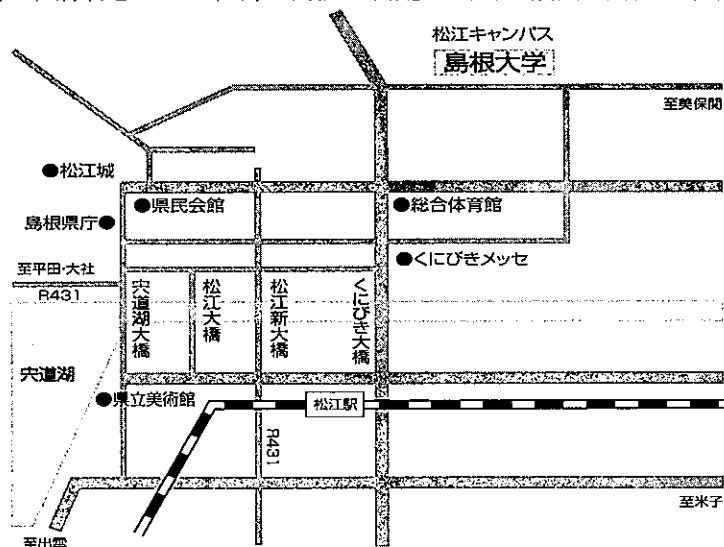 松江キャンパス
島根大学
至美保関
●松江城
●県民会館
●総合体育館
島根県庁●
●くにびきメッセ
至平田・大社
R431
宍道湖大橋
松江大橋
松江新大橋
くにびき大橋
宍道湖
●県立美術館
松江駅
R431
至米子
至出雲